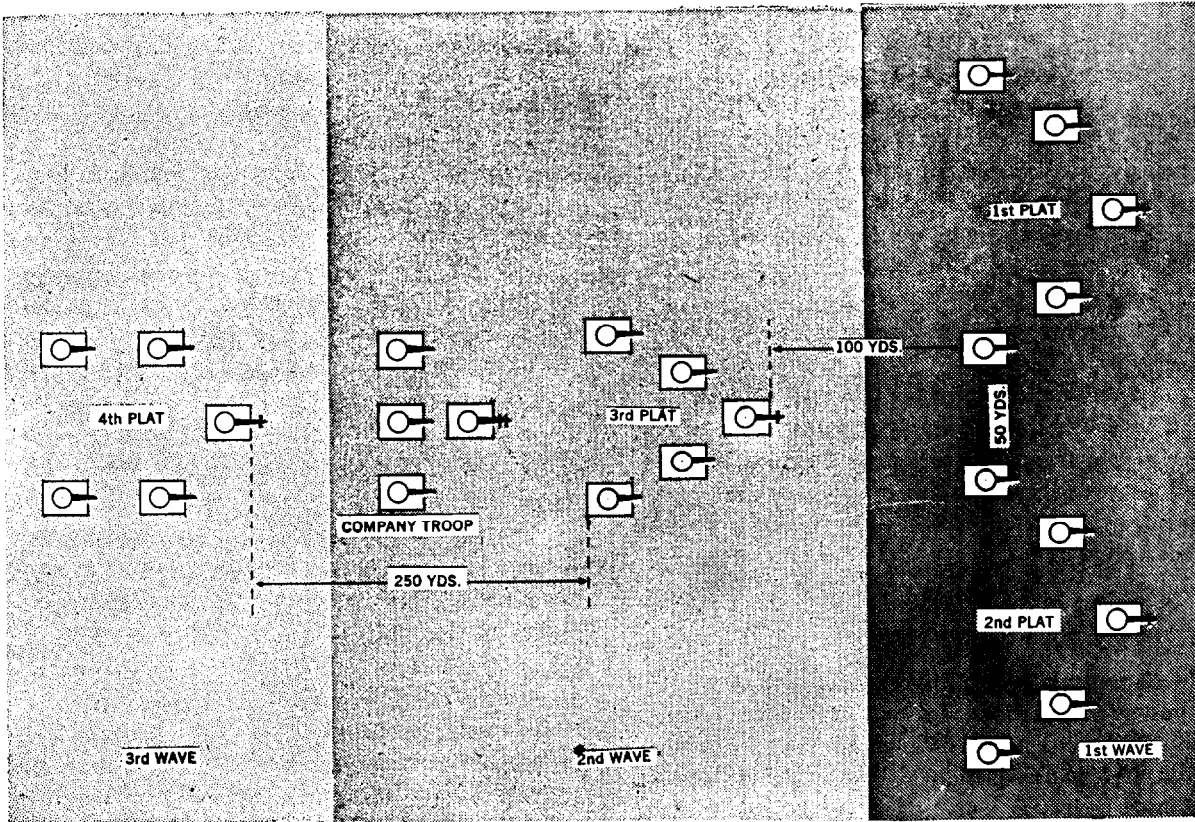 1st PLAT
100 YDS.
50 YDS.
4th PLAT
3rd PLAT
COMPANY TROOP
250 YDS.
2nd PLAT
3rd WAVE
2nd WAVE
1st WAVE